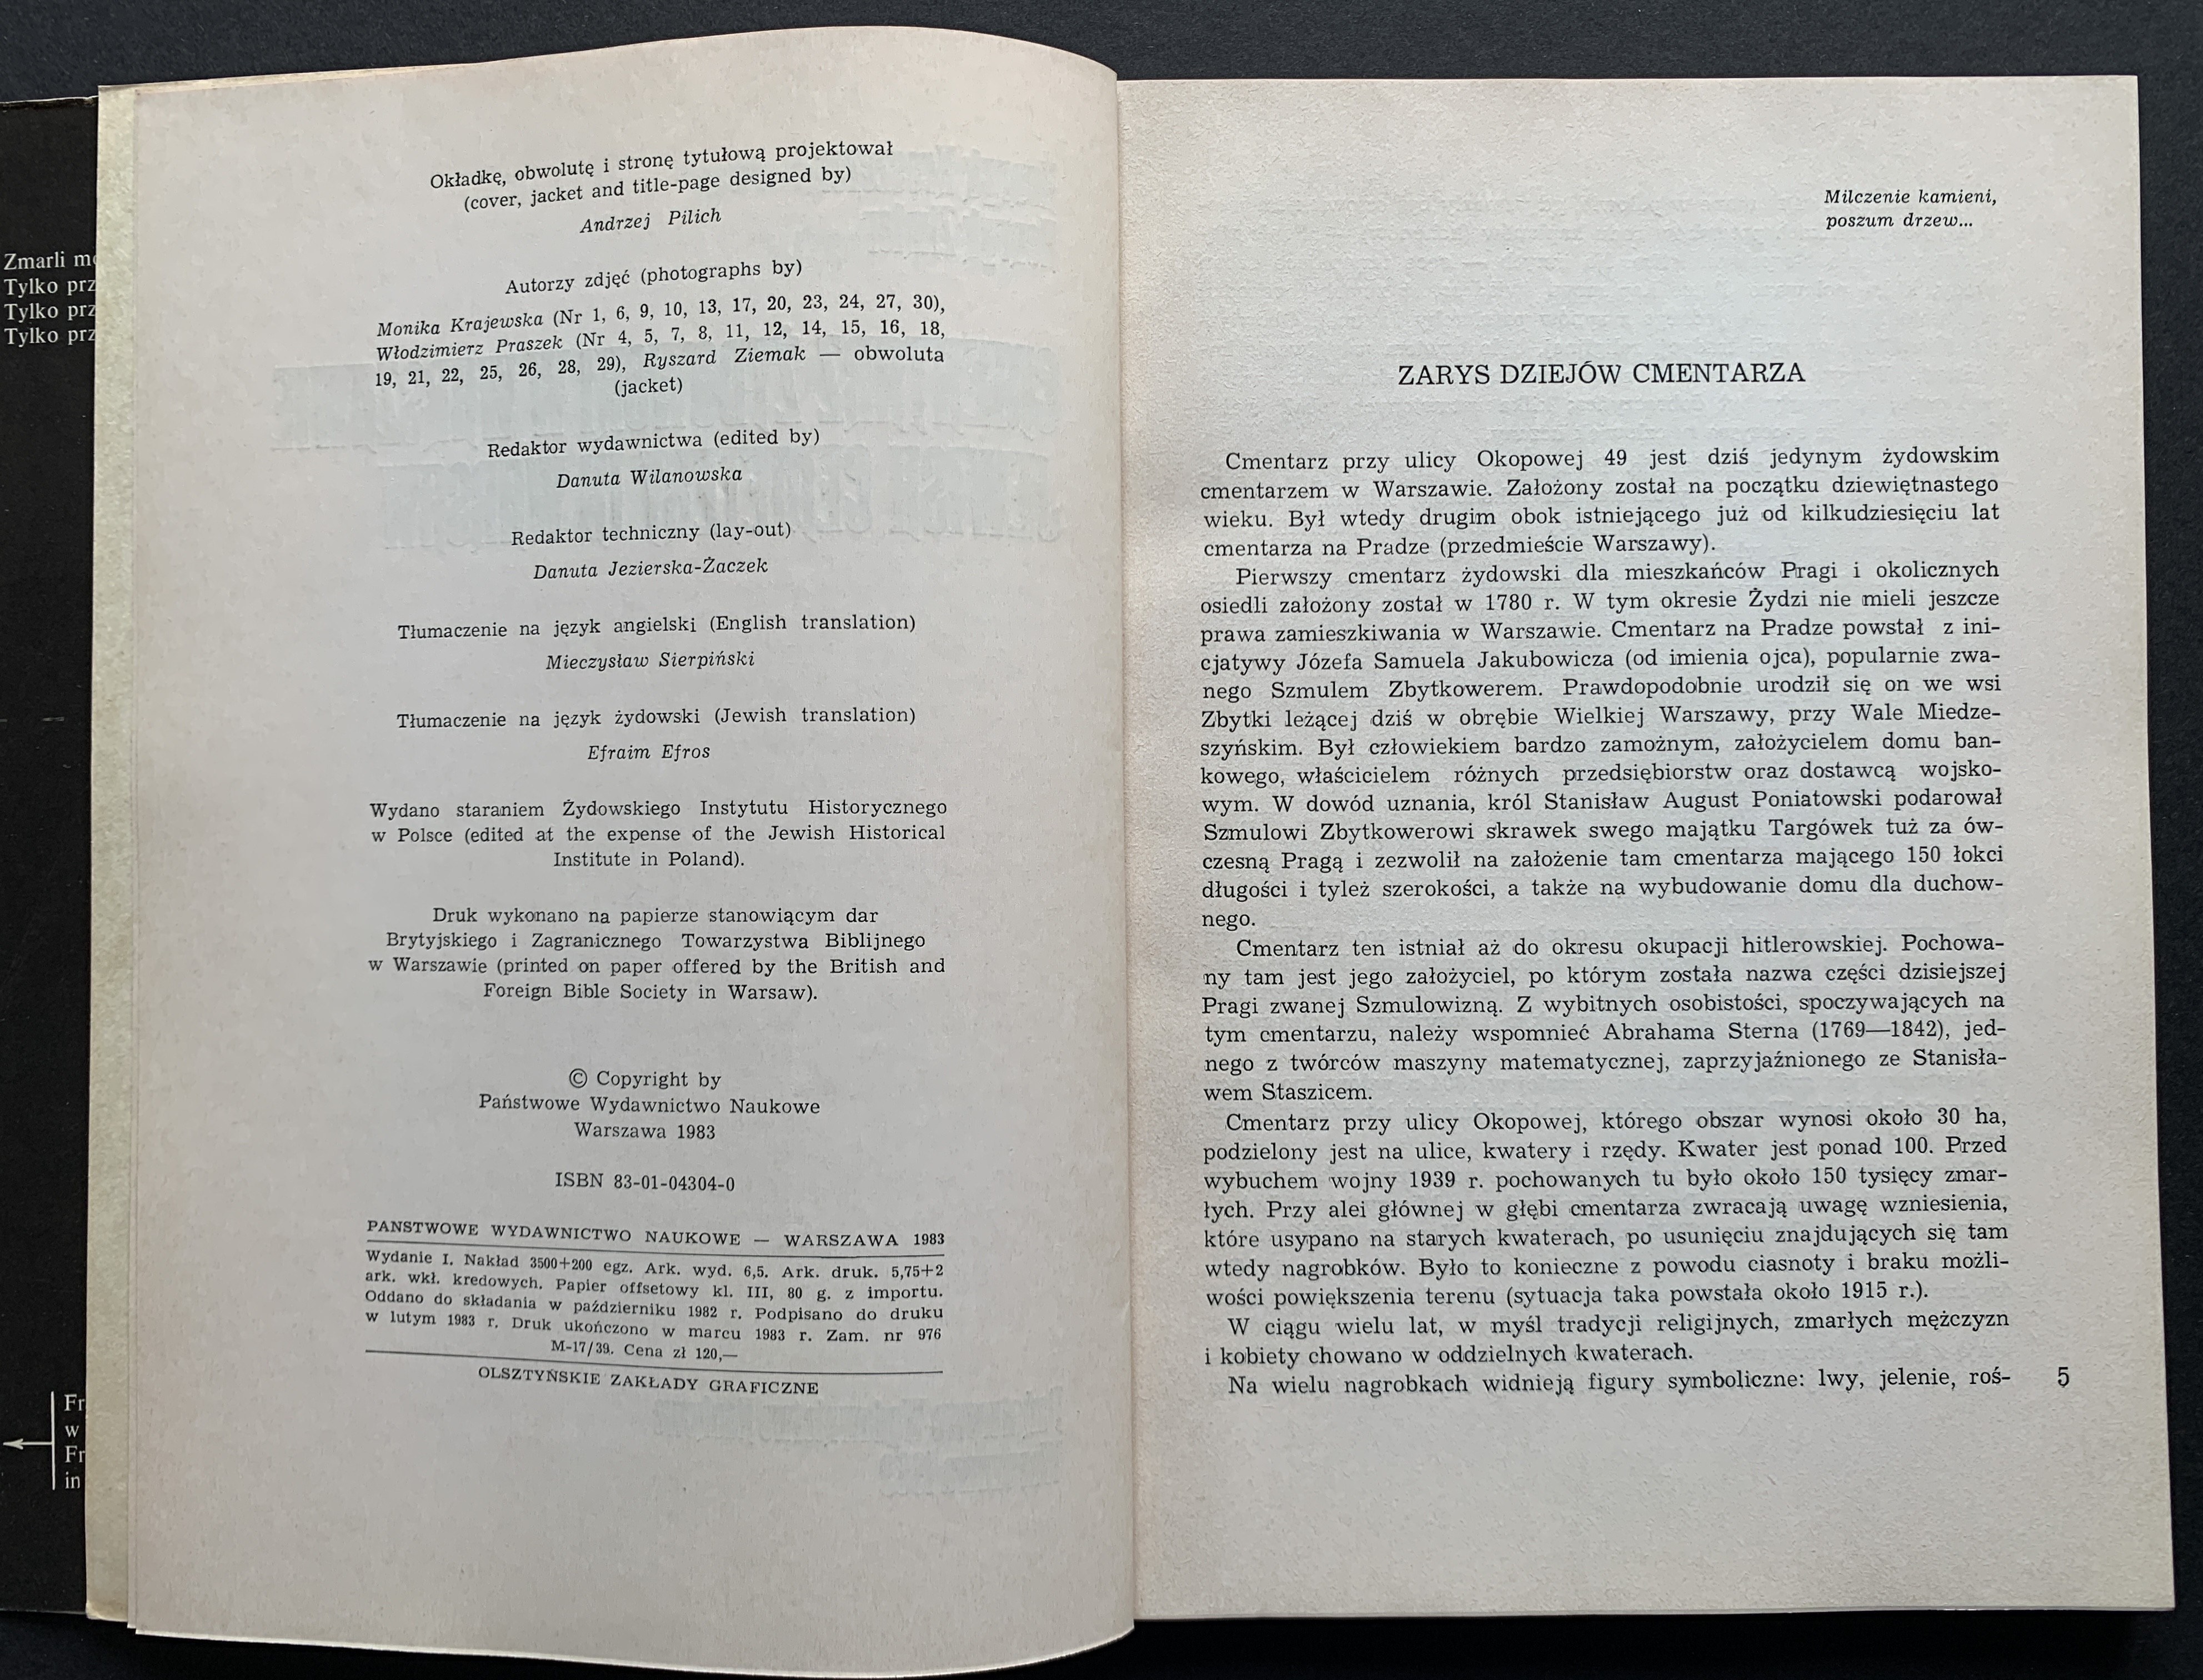 Zmarli
Tylko
Tylko
Tylko
w
in
Okładkę, obwolutę i stronę tytułową projektował
(cover, jacket and title-page designed by)
Andrzej Pilich
Autorzy zdjęć (photographs by)
Monika Krajewska (Nr 1, 6, 9, 10, 13, 17, 20, 23, 24, 27, 30),
Włodzimierz Praszek (Nr 4, 5, 7, 8, 11, 12, 14, 15, 16, 18,
19, 21, 22, 25, 26, 28, 29), Ryszard Ziemak — obwoluta
(jacket)
Redaktor wydawnictwa (edited by)
Danuta Wilanowska
Redaktor techniczny (lay-out)
Danuta Jezierska-Żaczek
Tłumaczenie na język angielski (English translation)
Mieczysław Sierpiński
Tłumaczenie na język żydowski (Jewish translation)
Efraim Efros
Wydano staraniem Żydowskiego Instytutu Historycznego
w Polsce (edited at the expense of the Jewish Historical
Institute in Poland).
Druk wykonano na papierze stanowiącym dar
Brytyjskiego i Zagranicznego Towarzystwa Biblijnego
w Warszawie (printed on paper offered by the British and
Foreign Bible Society in Warsaw).
© Copyright by
Państwowe Wydawnictwo Naukowe
Warszawa 1983
ISBN 83-01-04304-0
PANSTWOWE WYDAWNICTWO NAUKOWE — WARSZAWA 1983
Wydanie I. Nakład 3500+200 egz. Ark. wyd. 6,5. Ark. druk. 5,75+2
ark. wkł. kredowych. Papier offsetowy kl. III, 80 g. z importu.
Oddano do składania w październiku 1982 r. Podpisano do druku
w lutym 1983 r. Druk ukończono w marcu 1983 r. Zam. nr 976
M-17/39. Cena zł 120,—
OLSZTYŃSKIE ZAKŁADY GRAFICZNE
Milczenie kamieni,
poszum drzew...
ZARYS DZIEJÓW CMENTARZA
Cmentarz przy ulicy Okopowej 49 jest dziś jedynym żydowskim
cmentarzem w Warszawie. Założony został na początku dziewiętnastego
wieku. Był wtedy drugim obok istniejącego już od kilkudziesięciu lat
cmentarza na Pradze (przedmieście Warszawy).
Pierwszy cmentarz żydowski dla mieszkańców Pragi i okolicznych
osiedli założony został w 1780 r. W tym okresie Żydzi nie mieli jeszcze
prawa zamieszkiwania w Warszawie. Cmentarz na Pradze powstał z ini-
cjatywy Józefa Samuela Jakubowicza (od imienia ojca), popularnie zwa-
nego Szmulem Zbytkowerem. Prawdopodobnie urodził się on we wsi
Zbytki leżącej dziś w obrębie Wielkiej Warszawy, przy Wale Miedze-
szyńskim. Był człowiekiem bardzo zamożnym, założycielem domu ban-
kowego, właścicielem różnych przedsiębiorstw oraz dostawcą wojsko-
wym. W dowód uznania, król Stanisław August Poniatowski podarował
Szmulowi Zbytkowerowi skrawek swego majątku Targówek tuż za ów-
czesną Pragą i zezwolił na założenie tam cmentarza mającego 150 łokci
długości i tyleż szerokości, a także na wybudowanie domu dla duchow-
nego.
Cmentarz ten istniał aż do okresu okupacji hitlerowskiej. Pochowa-
ny tam jest jego założyciel, po którym została nazwa części dzisiejszej
Pragi zwanej Szmulowizną. Z wybitnych osobistości, spoczywających na
tym cmentarzu, należy wspomnieć Abrahama Sterna (1769—1842), jed-
nego z twórców maszyny matematycznej, zaprzyjaźnionego ze Stanisła-
wem Staszicem.
Cmentarz przy ulicy Okopowej, którego obszar wynosi około 30 ha,
podzielony jest na ulice, kwatery i rzędy. Kwater jest ponad 100. Przed
wybuchem wojny 1939 r. pochowanych tu było około 150 tysięcy zmar-
łych. Przy alei głównej w głębi cmentarza zwracają uwagę wzniesienia,
które usypano na starych kwaterach, po usunięciu znajdujących się tam
wtedy nagrobków. Było to konieczne z powodu ciasnoty i braku możli-
wości powiększenia terenu (sytuacja taka powstała około 1915 r.).
W ciągu wielu lat, w myśl tradycji religijnych, zmarłych mężczyzn
i kobiety chowano w oddzielnych kwaterach.
Na wielu nagrobkach widnieją figury symboliczne: lwy, jelenie, roś-
5